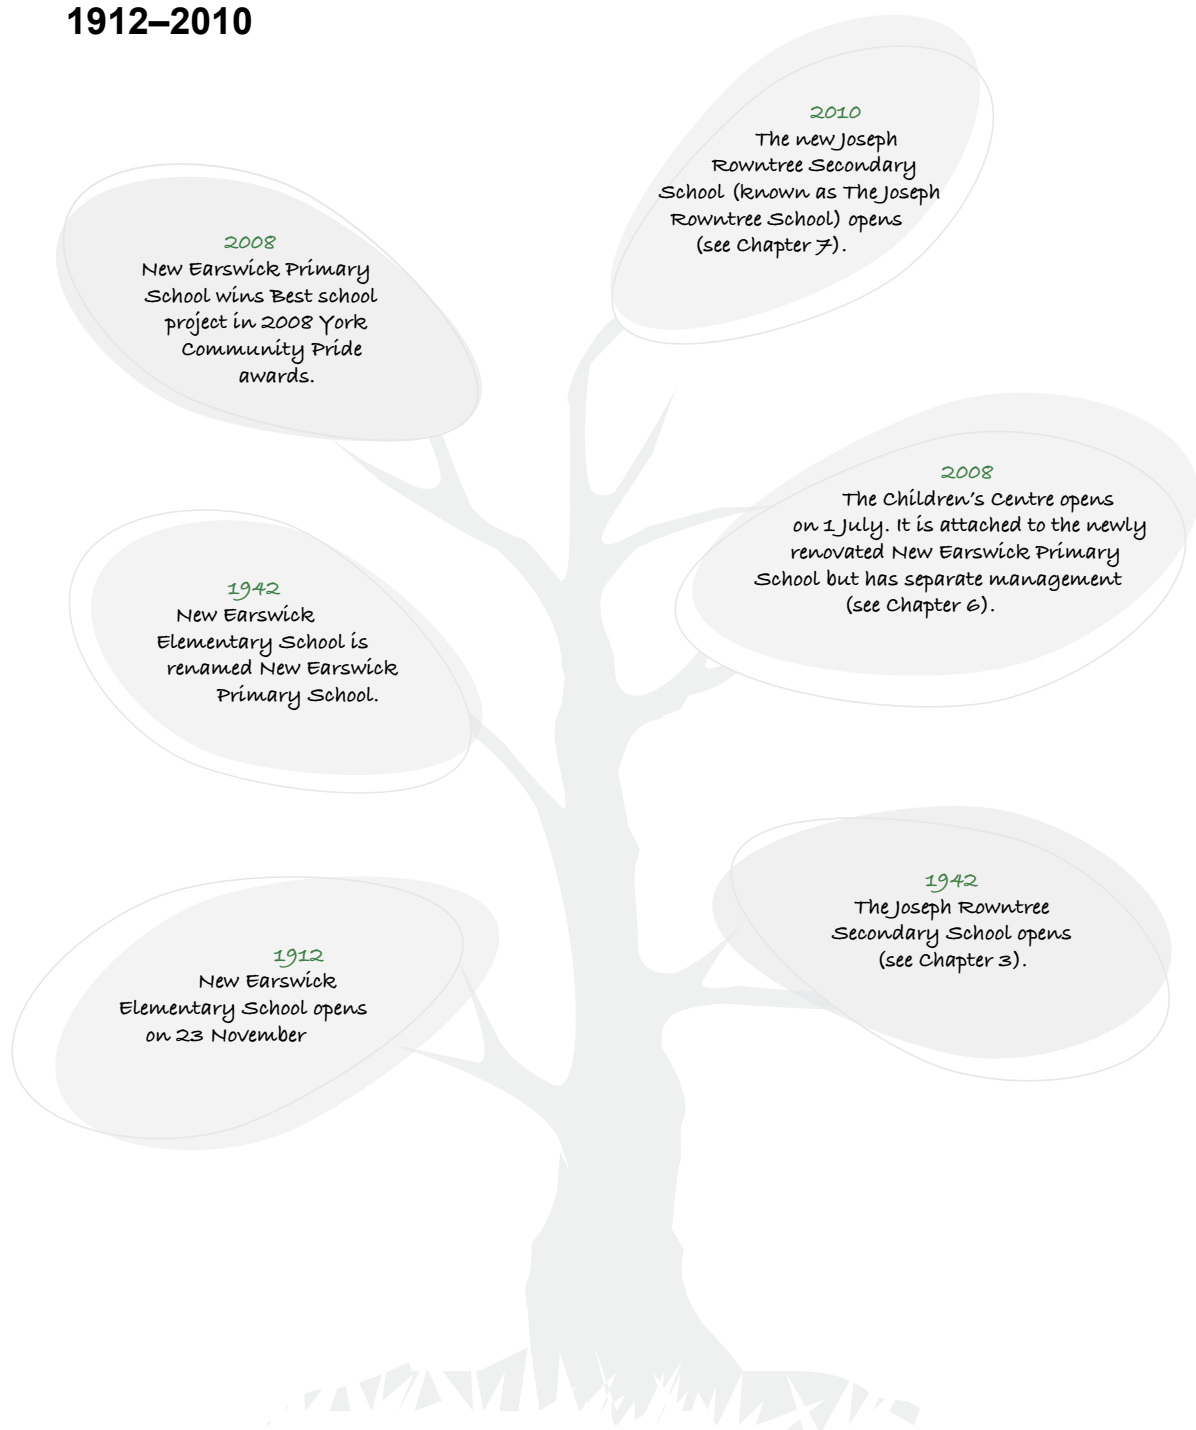 1912–2010
2010
The new Joseph
Rowntree Secondary
School (known as The Joseph
Rowntree School) opens
(see Chapter 7).
2008
New Earswick Primary
School wins Best school
project in 2008 York
Community Pride
awards.
2008
The Children's Centre opens
on 1 July. It is attached to the newly
renovated New Earswick Primary
School but has separate management
(see Chapter 6).
1942
New Earswick
Elementary School is
renamed New Earswick
Primary School.
1942
The Joseph Rowntree
Secondary School opens
(see Chapter 3).
1912
New Earswick
Elementary School opens
on 23 November